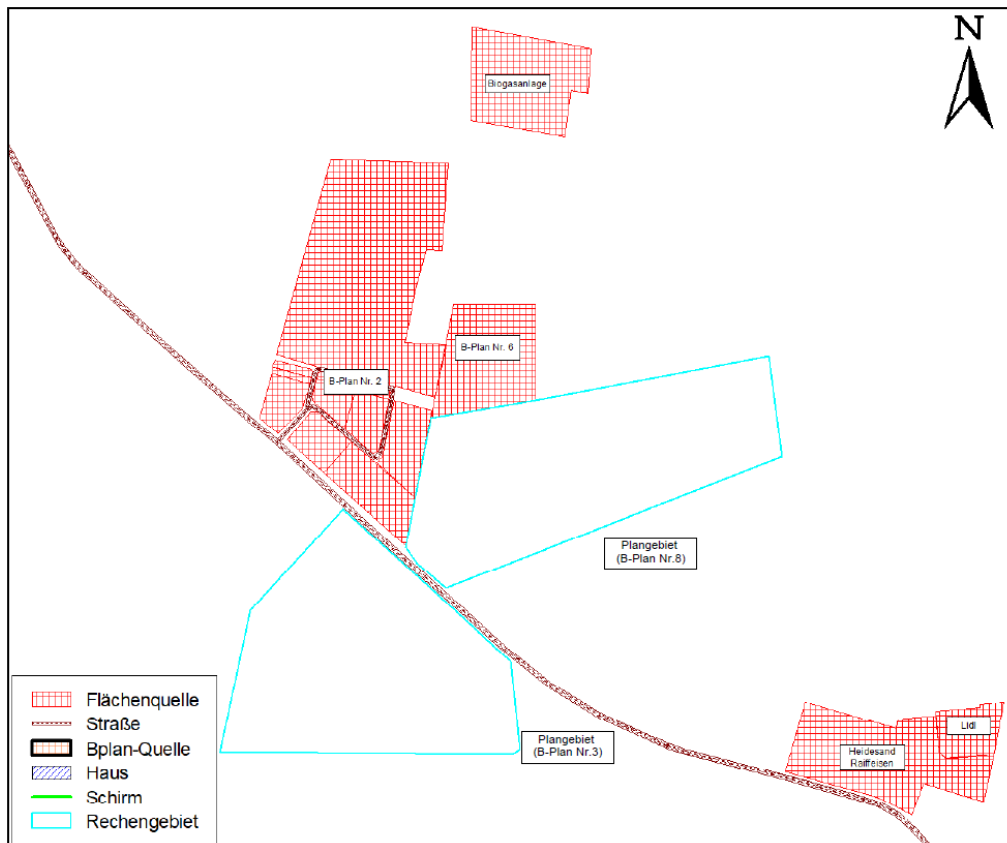 N
Biogasanlage
B-Plan Nr. 6
B-Plan Nr. 2
Plangebiet
(B-Plan Nr.8)
Plangebiet
(B-Plan Nr.3)
Lidl
Heidesand
Raiffeisen
Flächenquelle
Straße
Bplan-Quelle
Haus
Schirm
Rechengebiet